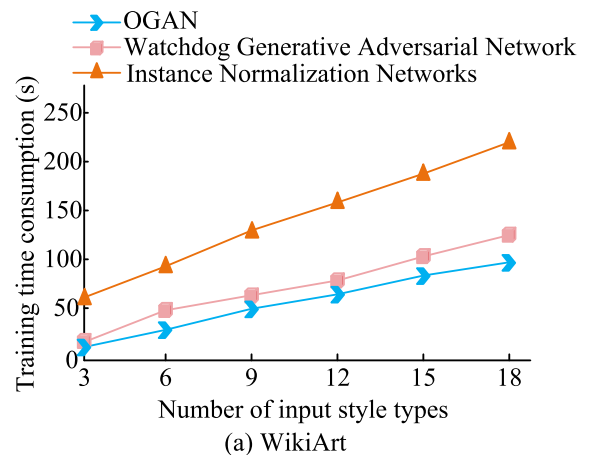 OGAN
Watchdog Generative Adversarial Network
Instance Normalization Networks
Training time consumption (s)
250
200
150
100
50
0
3 6 9 12 15 18
Number of input style types
(a) WikiArt